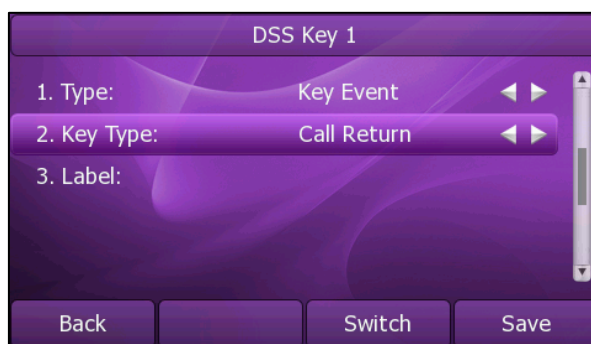 DSS Key 1
1. Type: Key Event
2. Key Type: Call Return
3. Label:
Back Switch Save